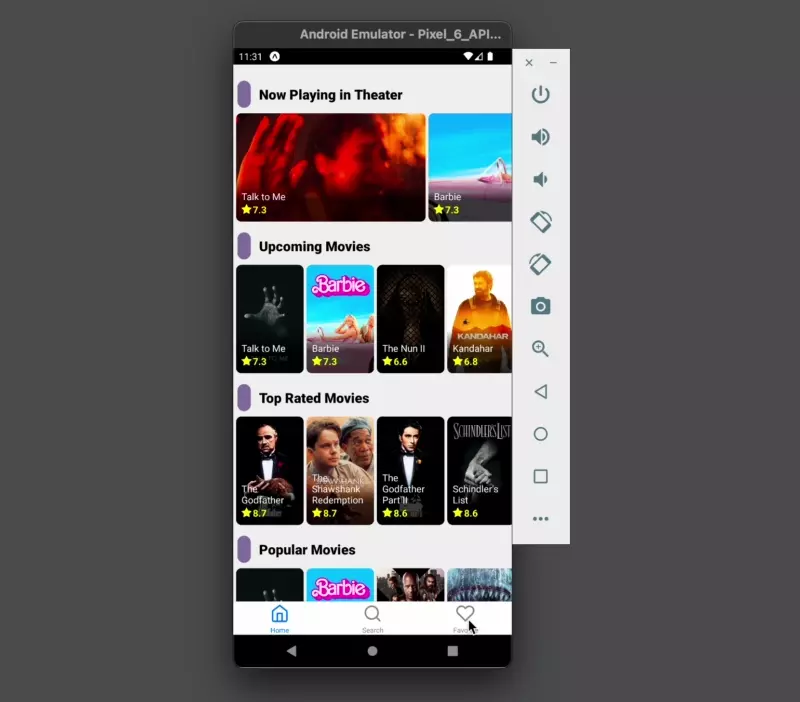 Android Emulator - Pixel_6_API...
11:31
Now Playing in Theater
Talk to Me
7.3
Barbie
7.3
Upcoming Movies
Barbie
KANDAHAR
Talk to Me
7.3
Barbie
7.3
The Nun II
6.6
Kandahar
6.8
Top Rated Movies
SCHINDLER'S LIST
The
Godfather
8.7
The
Shawshank
Redemption
8.7
The
Godfather
Part II
8.6
Schindler's
List
8.6
Popular Movies
Barbie
Home
Search